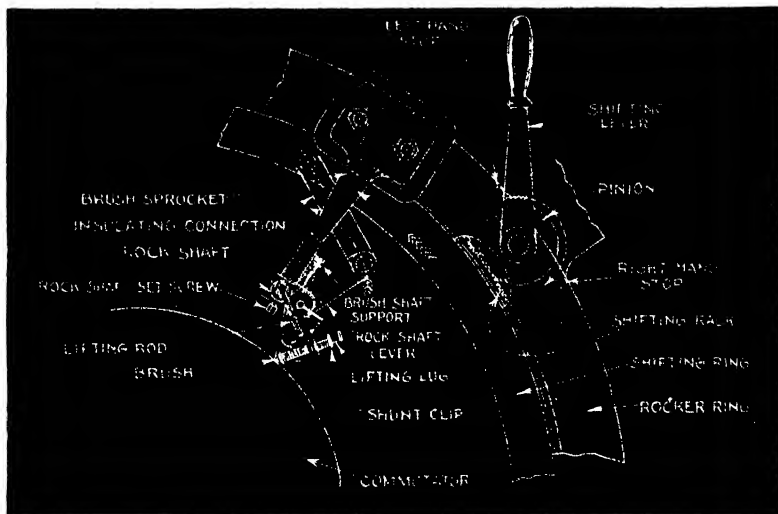 LEFT HAND
STOP
SHIFTING
LEVER
PINION
BRUSH SPROCKET
INSULATING CONNECTION
ROCK SHAFT
RIGHT HAND
STOP
ROCK SHAFT SET SCREW
BRUSH SHAFT
SUPPORT
SHIFTING RACK
ROCK SHAFT
LEVER
LIFTING ROD
BRUSH
LIFTING LUG
SHIFTING RING
SHUNT CLIP
ROCKER RING
COMMUTATOR